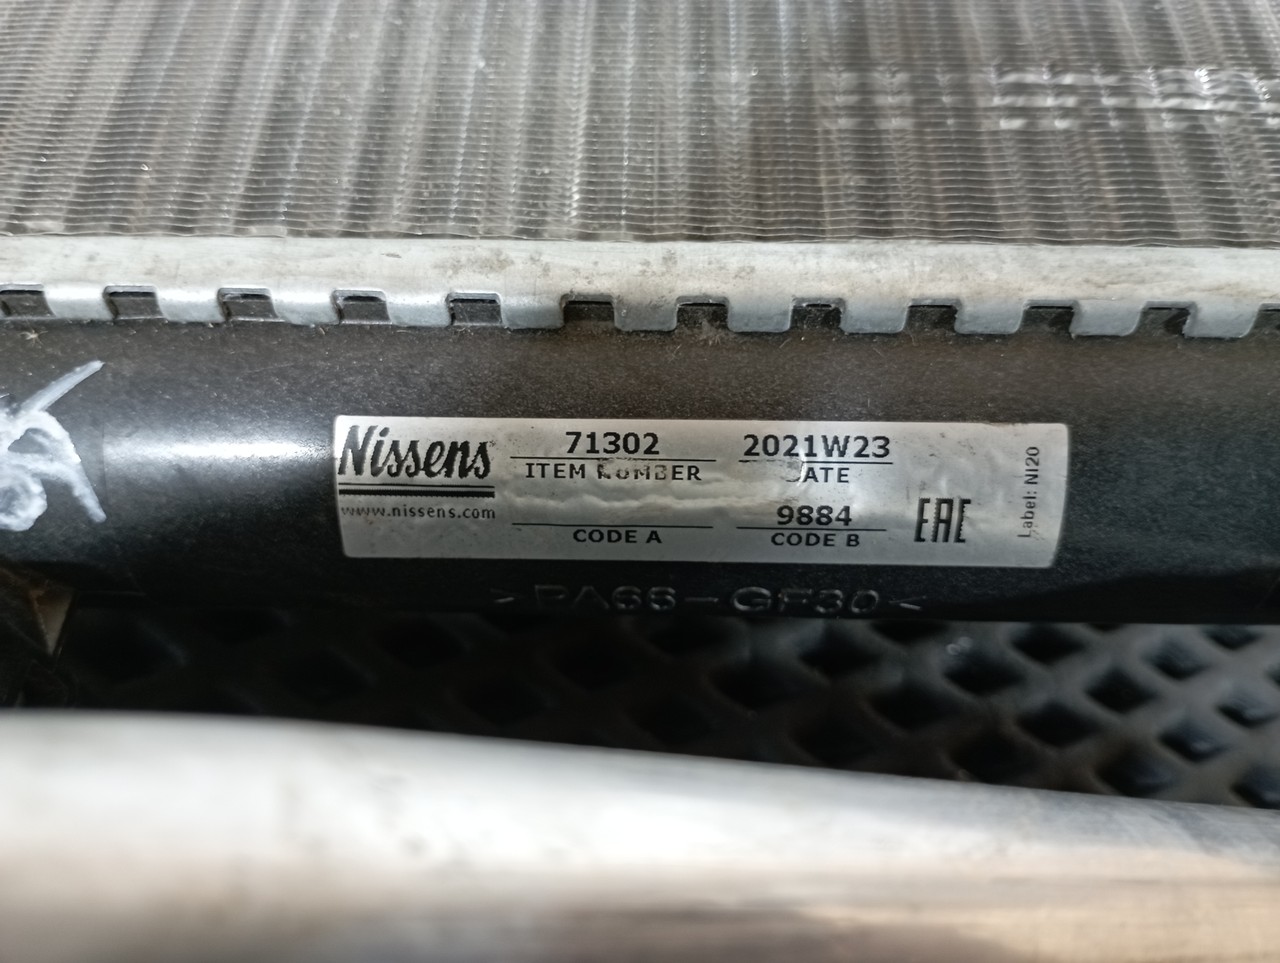 Nissens
www.nissens.com
71302
ITEM NUMBER
CODE A
2021W23
DATE
9884
CODE B
EAC
Label: NI20
>PA66-GF30<